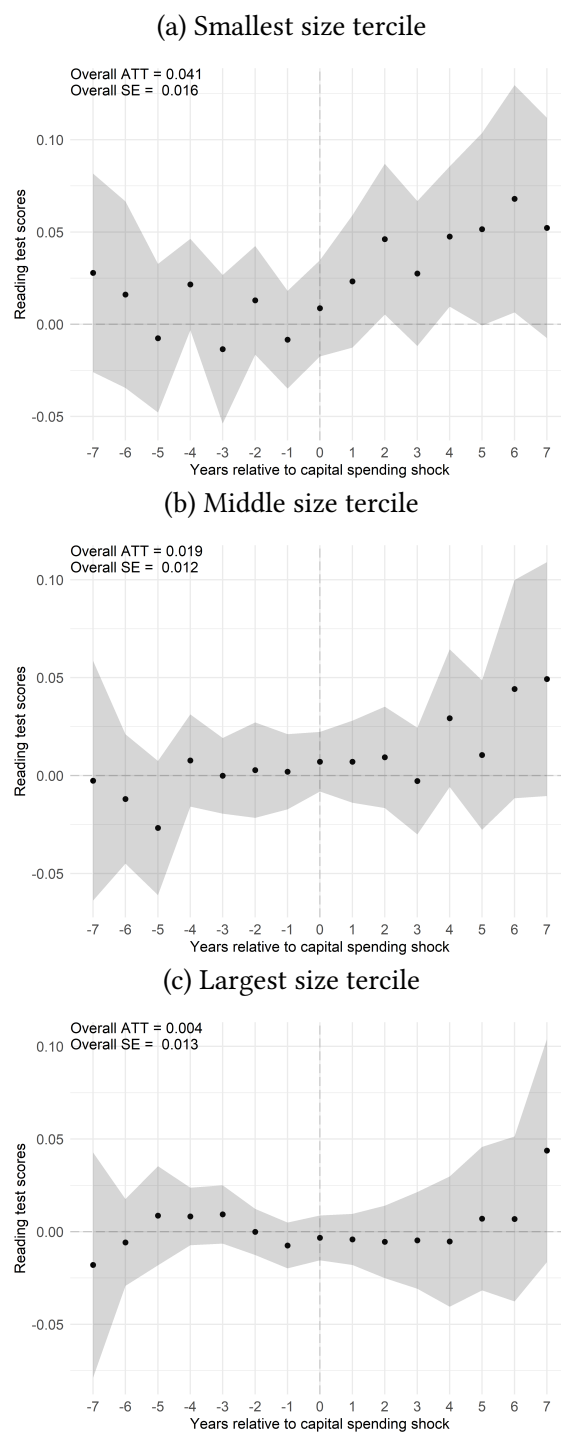 (a) Smallest size tercile
Overall ATT = 0.041
Overall SE = 0.016
0.10
0.05
0.00
-0.05
Reading test scores
-7 -6 -5 -4 -3 -2 -1 0 1 2 3 4 5 6 7
Years relative to capital spending shock
(b) Middle size tercile
Overall ATT = 0.019
Overall SE = 0.012
0.10
0.05
0.00
-0.05
Reading test scores
-7 -6 -5 -4 -3 -2 -1 0 1 2 3 4 5 6 7
Years relative to capital spending shock
(c) Largest size tercile
Overall ATT = 0.004
Overall SE = 0.013
0.10
0.05
0.00
-0.05
Reading test scores
-7 -6 -5 -4 -3 -2 -1 0 1 2 3 4 5 6 7
Years relative to capital spending shock